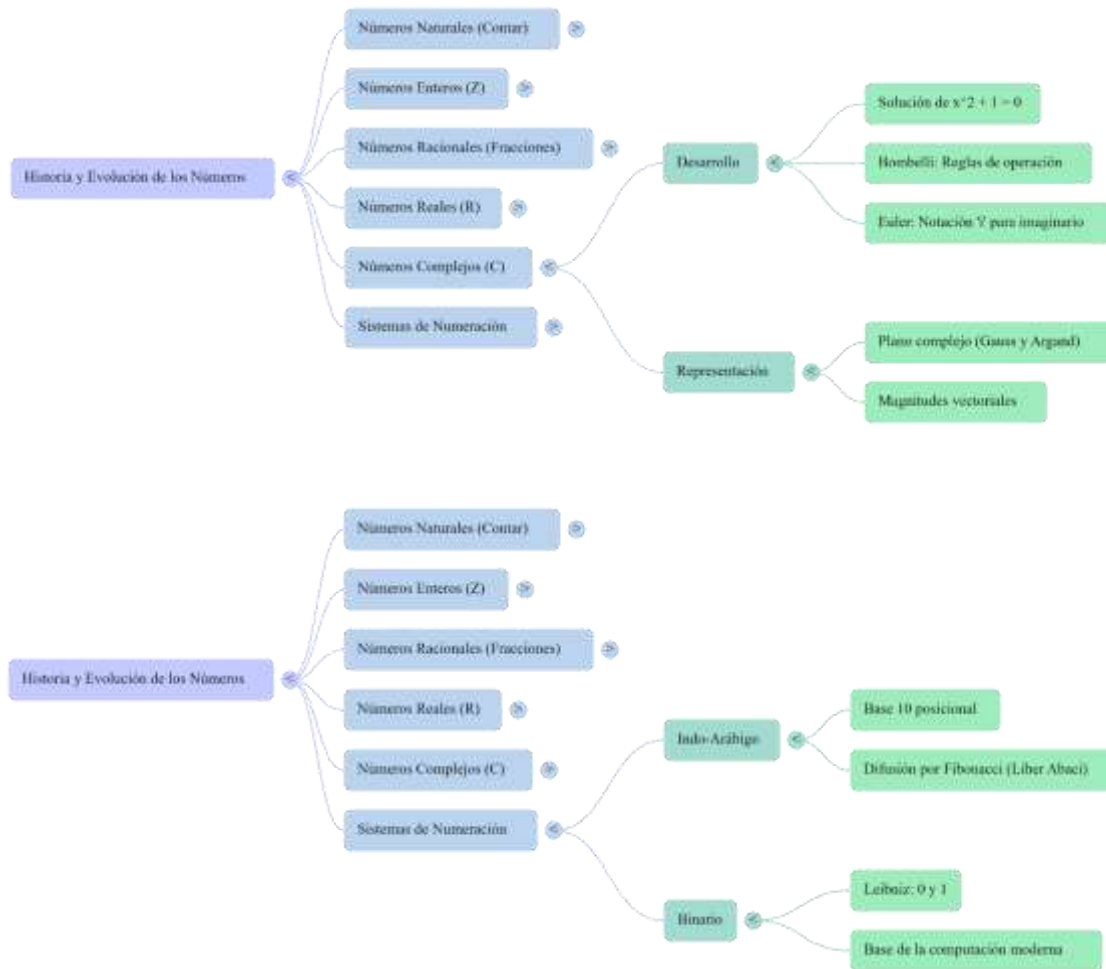 Números Naturales (Contar)
Números Enteros (Z)
Números Racionales (Fracciones)
Historia y Evolución de los Números
Números Reales (R)
Números Complejos (C)
Sistemas de Numeración
Desarrollo
Solución de x^2 + 1 = 0
Bombelli: Reglas de operación
Euler: Notación 'i' para imaginario
Representación
Plano complejo (Gauss y Argand)
Magnitudes vectoriales
Números Naturales (Contar)
Números Enteros (Z)
Números Racionales (Fracciones)
Historia y Evolución de los Números
Números Reales (R)
Números Complejos (C)
Sistemas de Numeración
Indo-Arábigo
Base 10 posicional
Difusión por Fibonacci (Liber Abaci)
Binario
Leibniz: 0 y 1
Base de la computación moderna